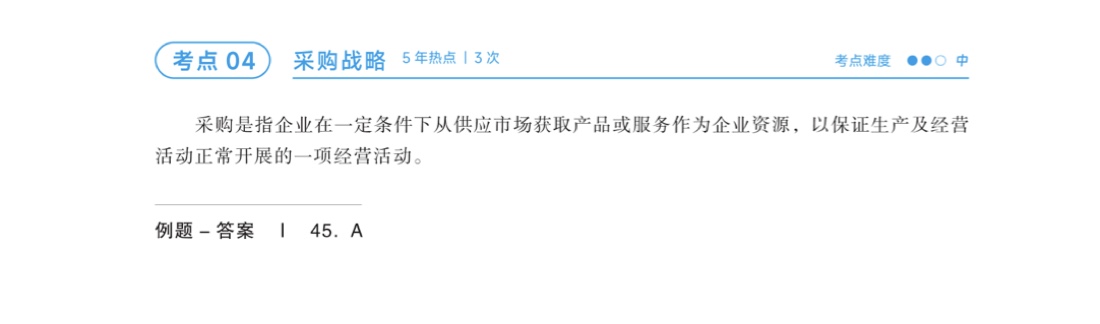 考点 04 采购战略 5 年热点 | 3 次 考点难度 ●●○ 中
采购是指企业在一定条件下从供应市场获取产品或服务作为企业资源，以保证生产及经营
活动正常开展的一项经营活动。
例题 – 答案 | 45. A